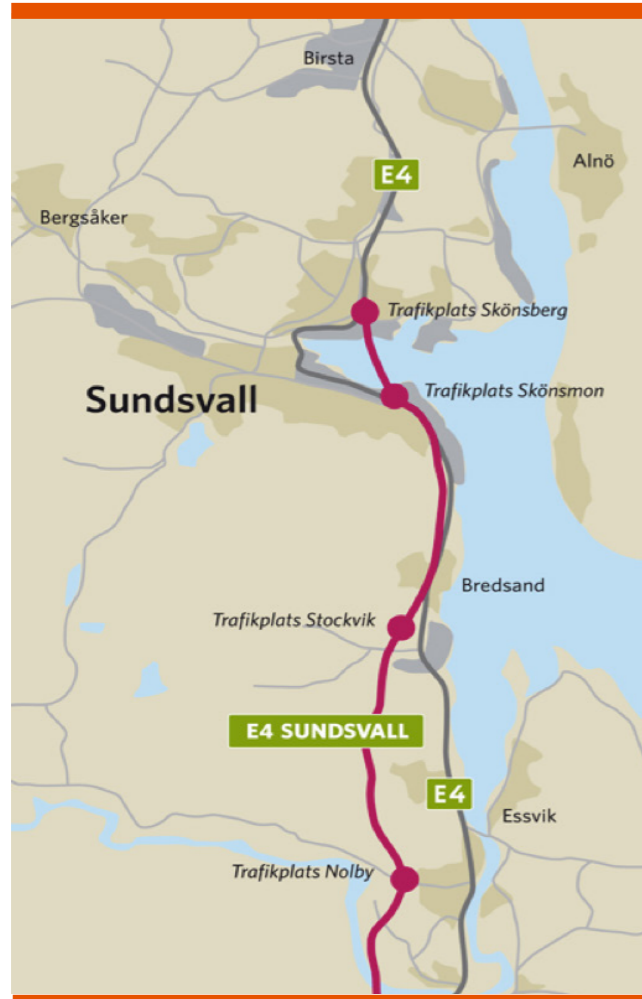 Birsta
E4
Alnö
Bergsåker
Trafikplats Skönsberg
Sundsvall
Trafikplats Skönsmon
Bredsand
Trafikplats Stockvik
E4 SUNDSVALL
E4
Essvik
Trafikplats Nolby